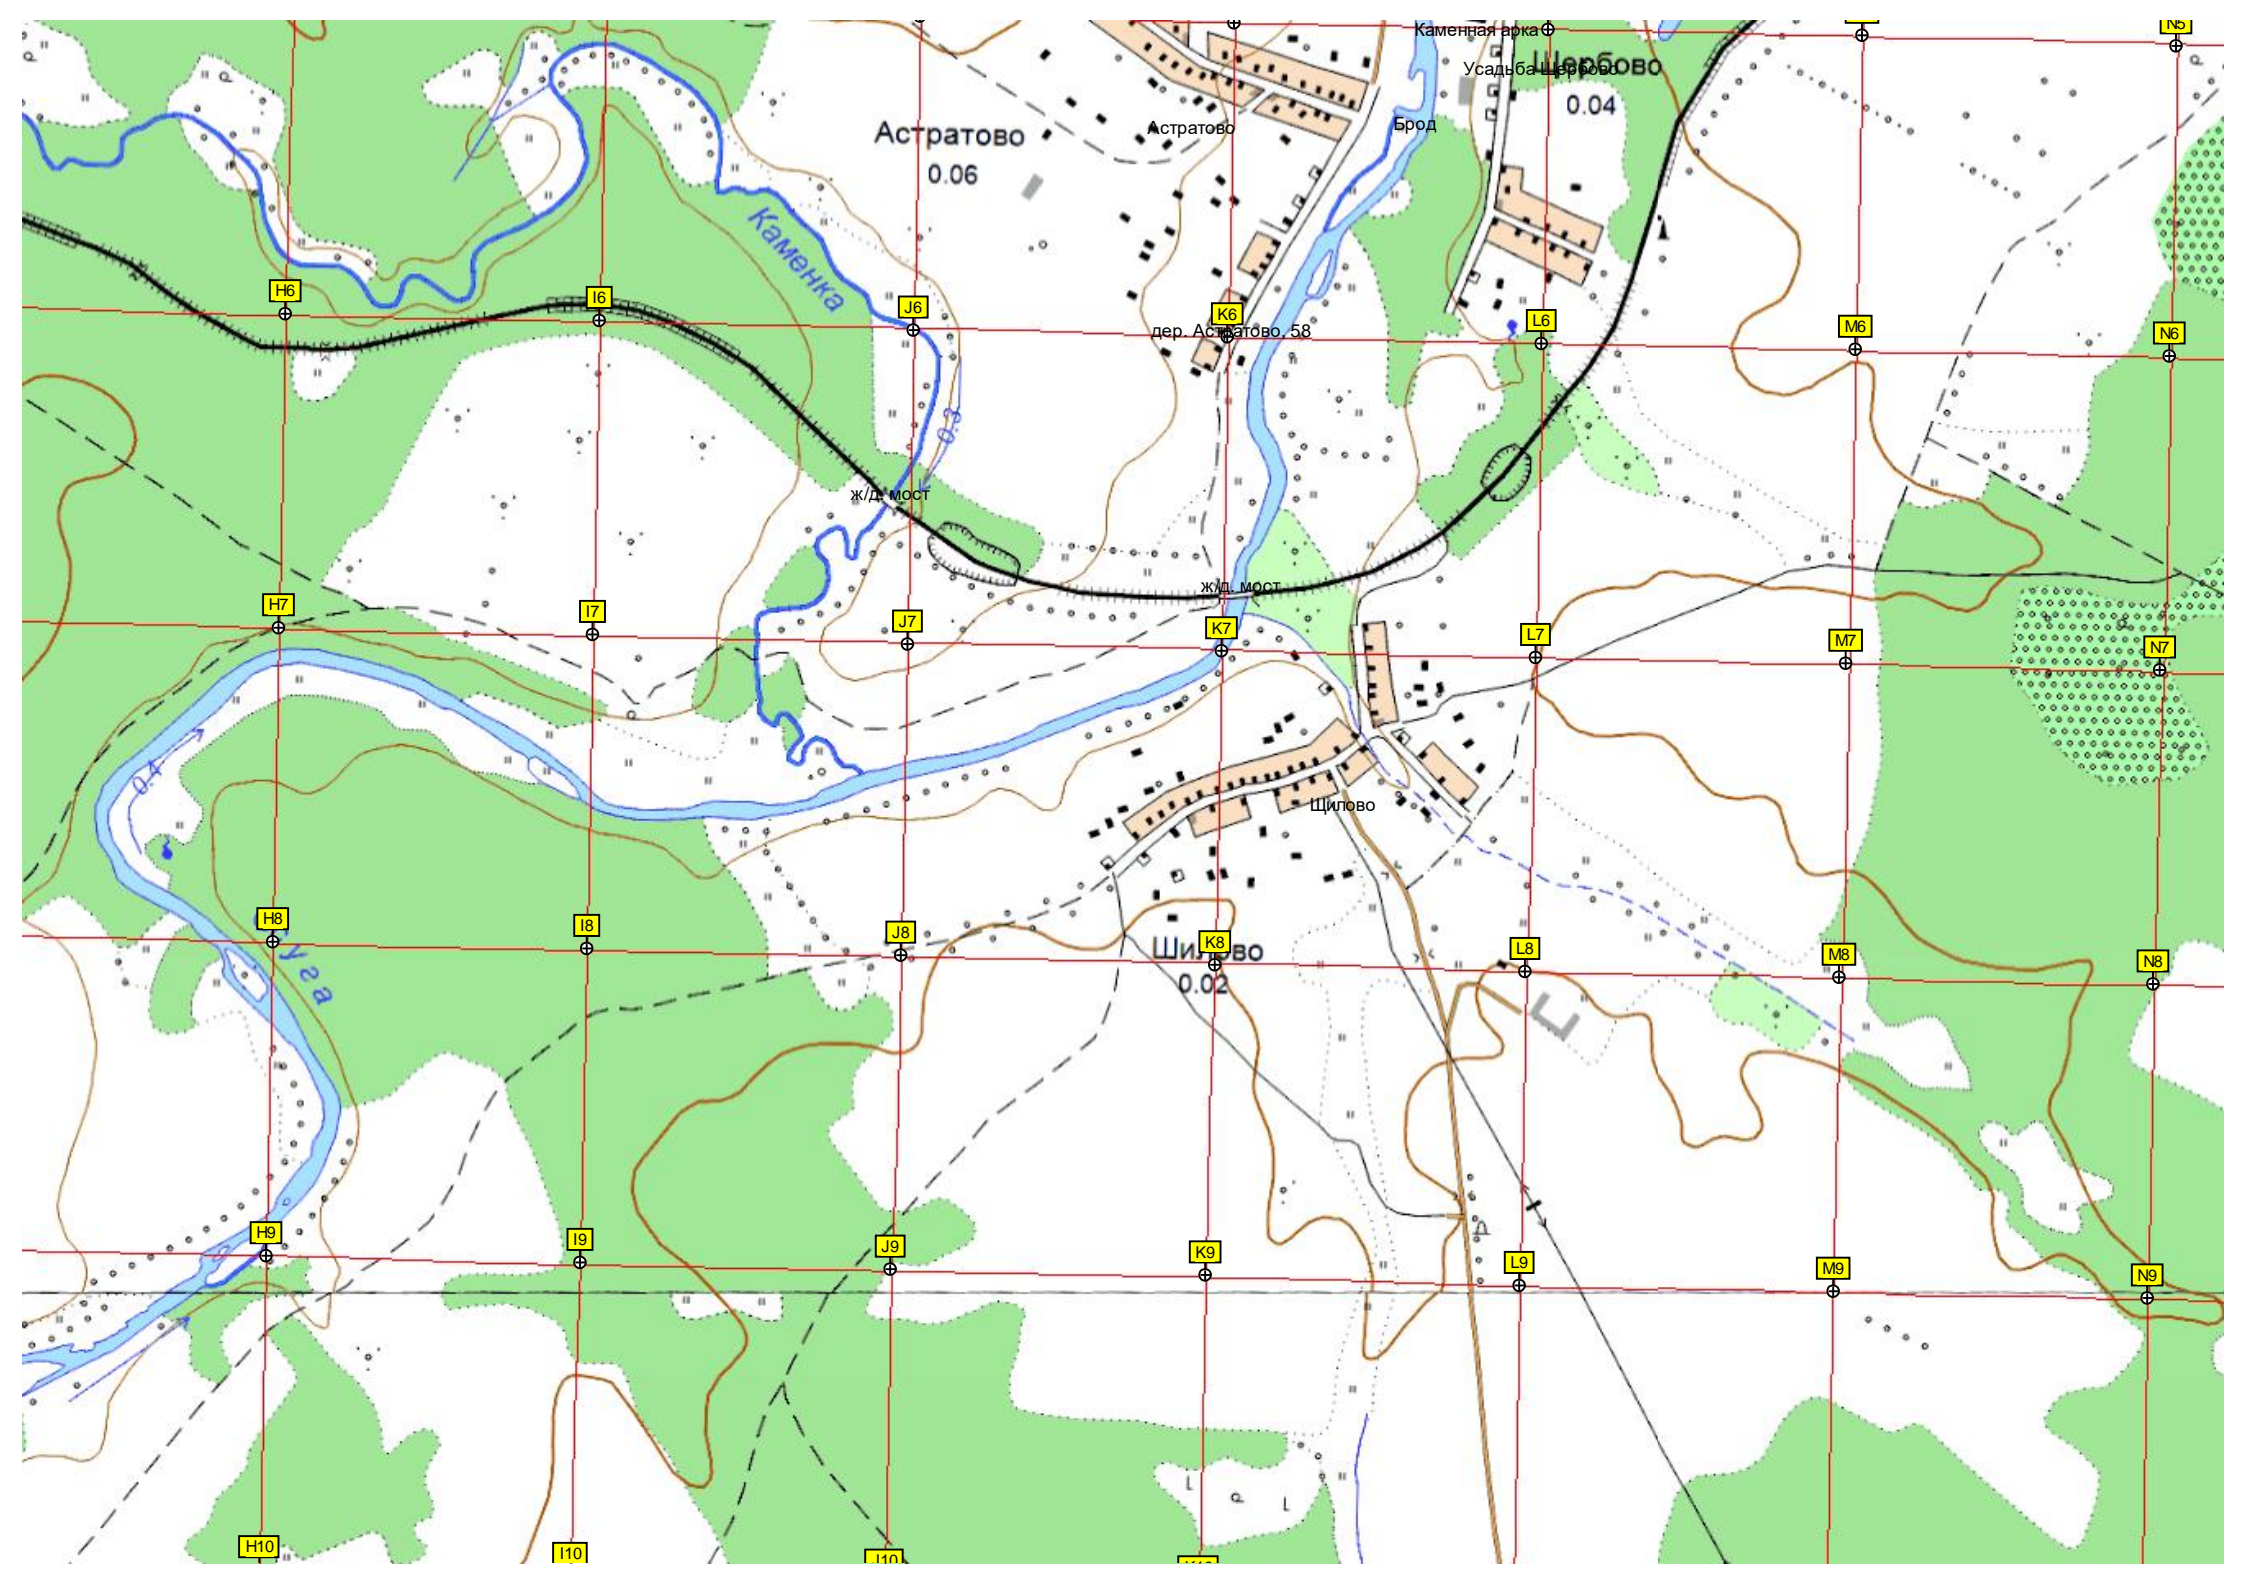 N5
Каменная арка
Усадьба Щербово
Щербово
0.04
Астратово
0.06
Астратово
Брод
Каменка
H6
I6
J6
K6
L6
M6
N6
дер. Астратово, 58
0.3
ж/д. мост
ж/д. мост
H7
I7
J7
K7
L7
M7
N7
0.4
Щилово
H8
I8
J8
K8
L8
M8
N8
Шилово
0.02
H9
I9
J9
K9
L9
M9
N9
H10
I10
J10
K10